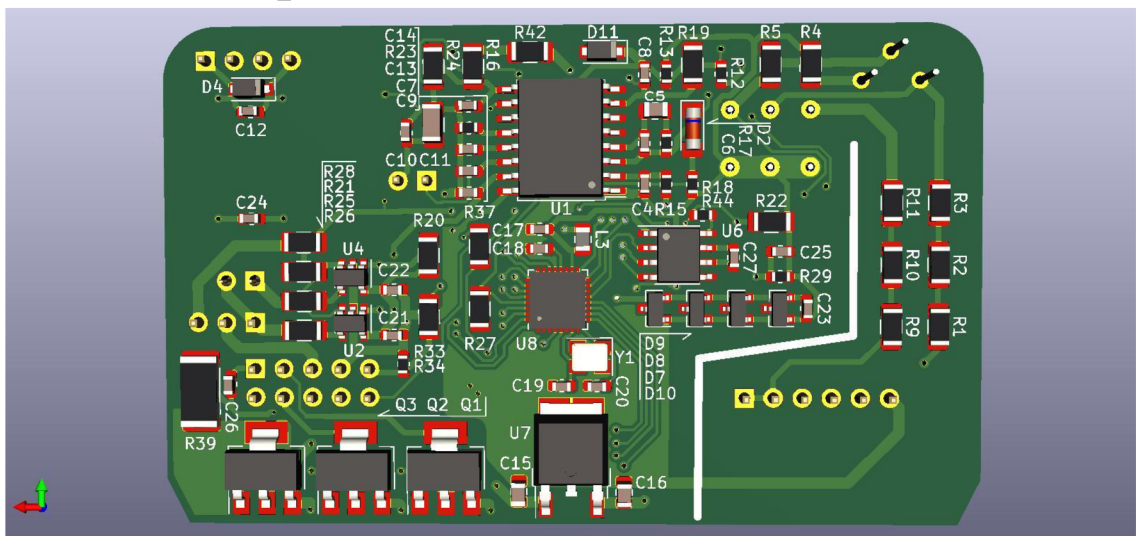 C14
R23
C13
C7
C9
R24
R16
R42
D11
C8
R13
R19
R12
R5
R4
D4
C12
C10
C11
R37
U1
C5
D2
R17
C6
C4
R15
R18
R44
U6
R22
R11
R3
C24
R28
R21
R25
R26
U4
C22
R20
C17
C18
L3
C27
C25
R29
R10
R2
C21
U2
R33
R34
R27
U8
C23
R9
R1
D9
D8
D7
D10
Y1
C19
C20
R39
C26
Q3 Q2 Q1
U7
C15
C16